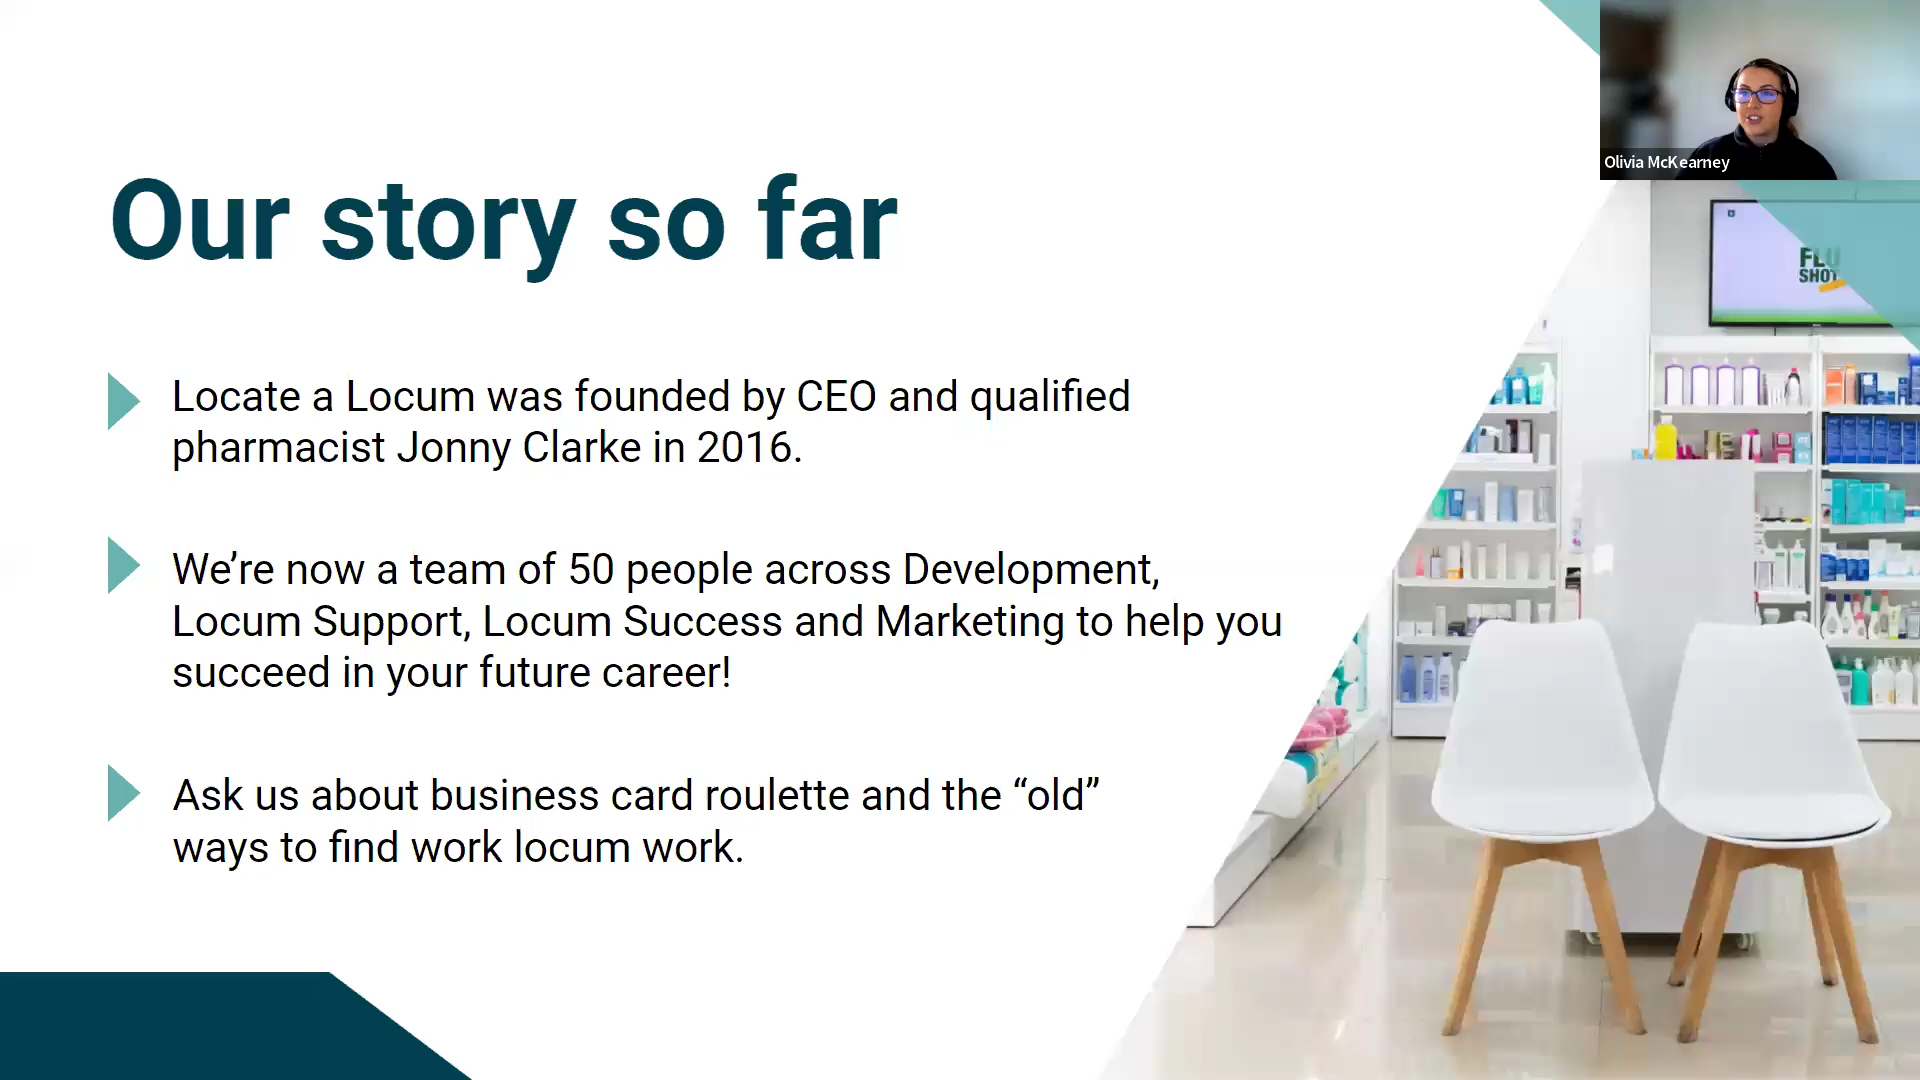 Our story so far
Locate a Locum was founded by CEO and qualified
pharmacist Jonny Clarke in 2016.
We’re now a team of 50 people across Development,
Locum Support, Locum Success and Marketing to help you
succeed in your future career!
Ask us about business card roulette and the “old”
ways to find work locum work.
Olivia McKearney
FLU
SHOT